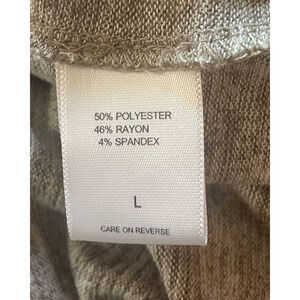 50% POLYESTER
46% RAYON
4% SPANDEX
L
CARE ON REVERSE